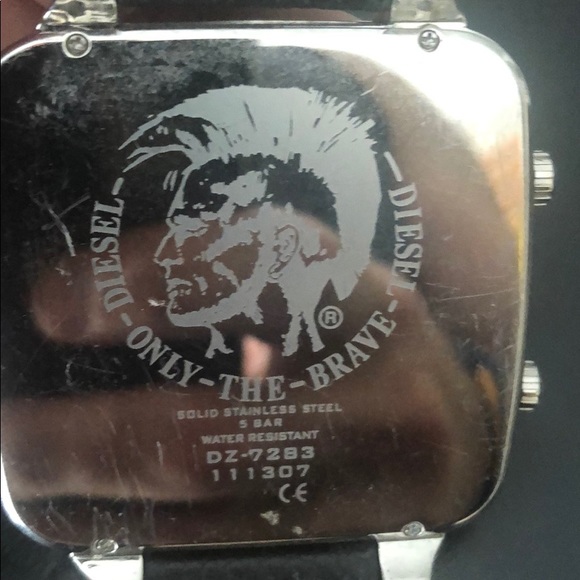 -DIESEL-ONLY-THE-BRAVE-DIESEL-
®
SOLID STAINLESS STEEL
5 BAR
WATER RESISTANT
DZ-7283
111307
CE